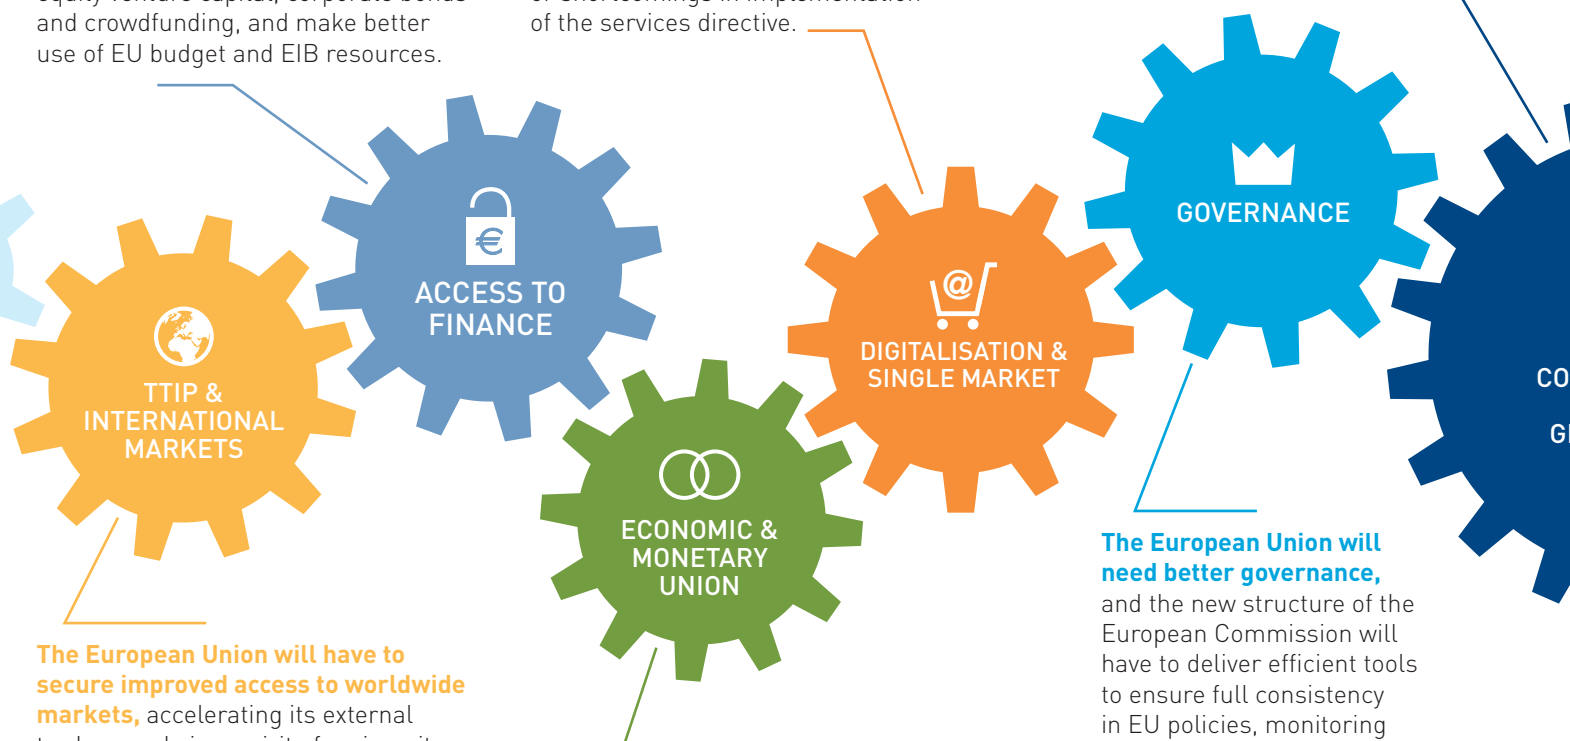 and crowdfunding, and make better
use of EU budget and EIB resources.
of the services directive.
GOVERNANCE
€
ACCESS TO
FINANCE
@
DIGITALISATION &
SINGLE MARKET
TTIP &
INTERNATIONAL
MARKETS
ECONOMIC &
MONETARY
UNION
CO
The European Union will
need better governance,
and the new structure of the
European Commission will
have to deliver efficient tools
to ensure full consistency
in EU policies, monitoring
The European Union will have to
secure improved access to worldwide
markets, accelerating its external